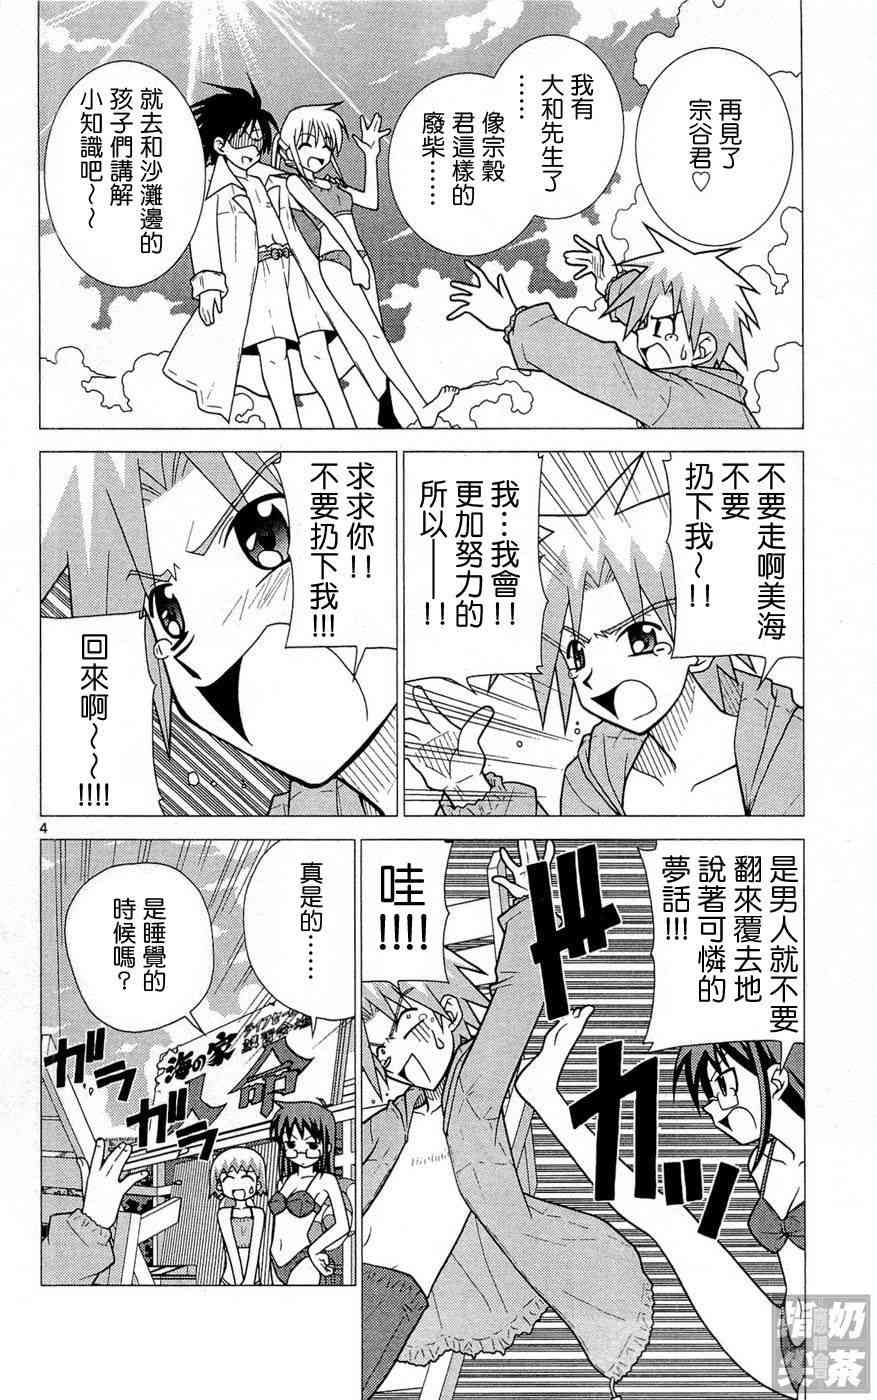 再見了
宗谷君♡
我有
大和先生了
……
像宗穀
君這樣的
廢柴……
就去和沙灘邊的
孩子們講解
小知識吧～～
不要走啊美海
不要
扔下我～!!
我…我會!!
更加努力的
所以——!!
求求你!!
不要扔下我!!!
回來啊～～!!!!
4
是男人就不要
翻來覆去地
說著可憐的
夢話!!!
哇!!!!
真是的……
是睡覺的
時候嗎？
ガラ
ガラ
海の家
奶茶